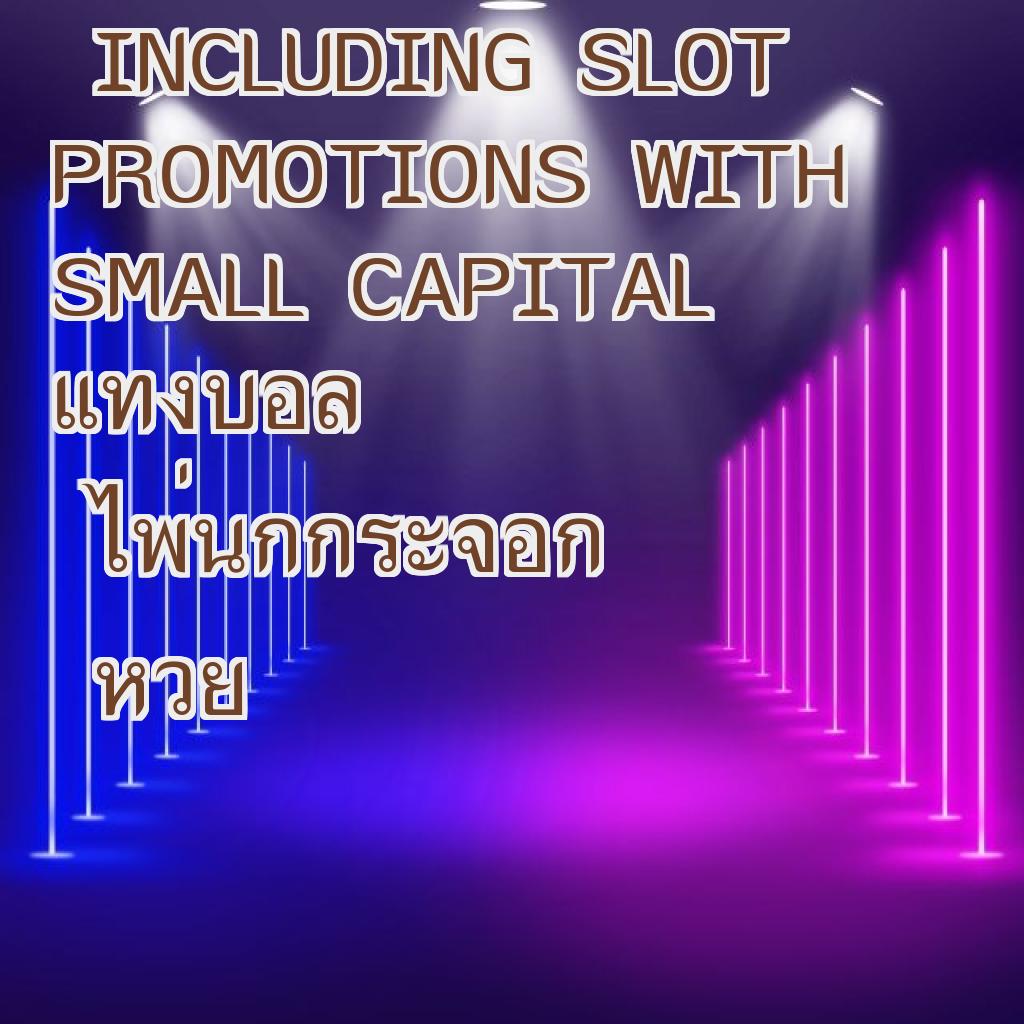 INCLUDING SLOT
PROMOTIONS WITH
SMALL CAPITAL
แทงบอล
ไพ่นกกระจอก
หวย